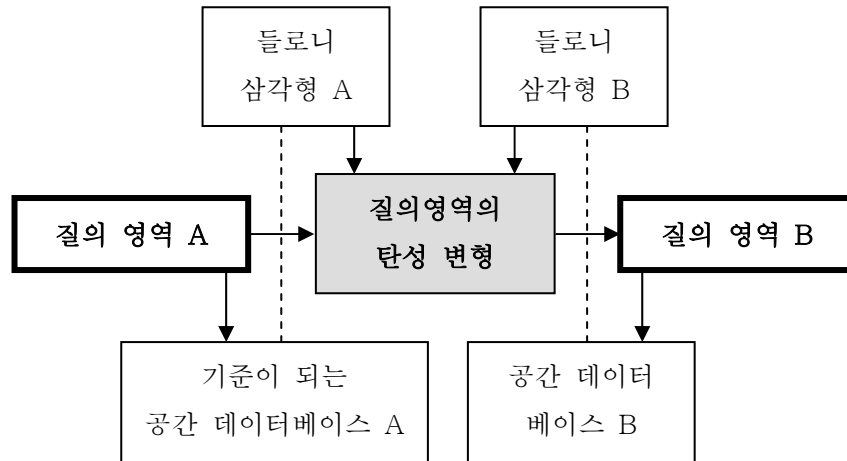 들로니
삼각형 A
들로니
삼각형 B
질의 영역 A
질의영역의
탄성 변형
질의 영역 B
기준이 되는
공간 데이터베이스 A
공간 데이터
베이스 B